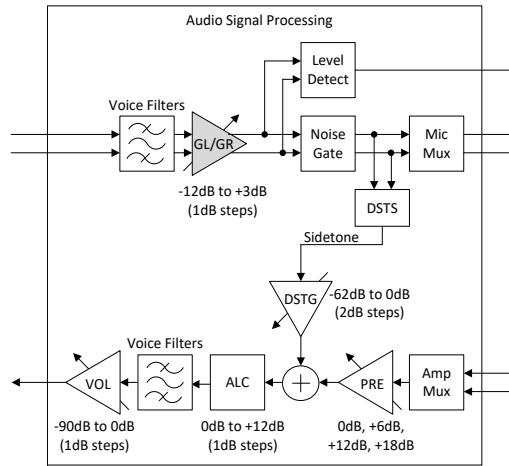 Audio Signal Processing
Level
Detect
Voice Filters
GL/GR
Noise
Gate
Mic
Mux
-12dB to +3dB
(1dB steps)
DSTS
Sidetone
DSTG
-62dB to 0dB
(2dB steps)
Voice Filters
VOL
ALC
PRE
Amp
Mux
-90dB to 0dB
(1dB steps)
0dB to +12dB
(1dB steps)
0dB, +6dB,
+12dB, +18dB